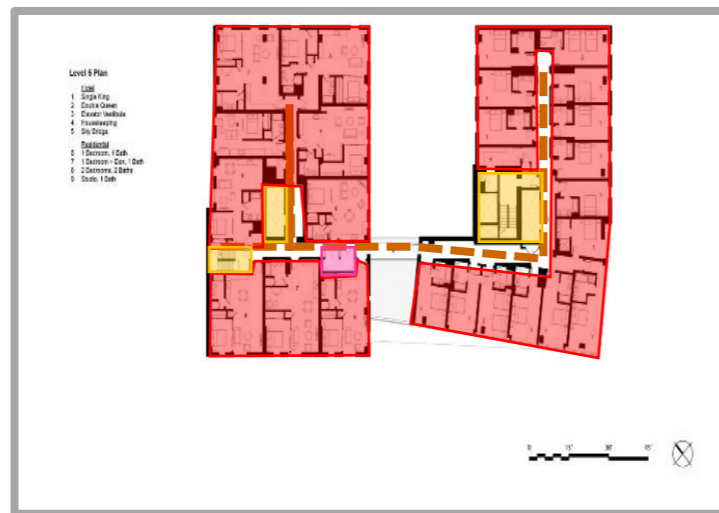 Level 5 Plan
Hotel
1 Single King
2 Double Queen
3 Elevator Vestibule
4 Housekeeping
5 Sky Bridge
Residential
6 1 Bedroom, 1 Bath
7 1 Bedroom + Den, 1 Bath
8 2 Bedrooms, 2 Baths
9 Studio, 1 Bath
0 15'